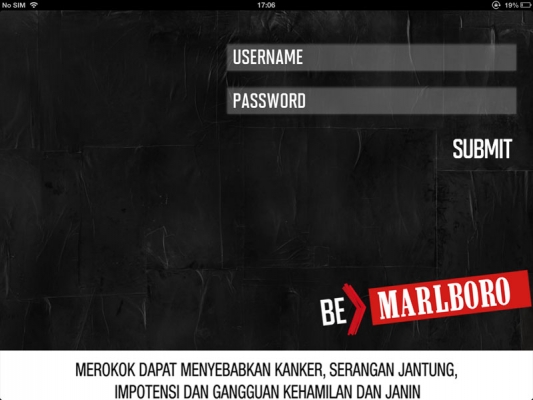 No SIM 17:06 19%
USERNAME
PASSWORD
SUBMIT
BE MARLBORO
MEROKOK DAPAT MENYEBABKAN KANKER, SERANGAN JANTUNG,
IMPOTENSI DAN GANGGUAN KEHAMILAN DAN JANIN